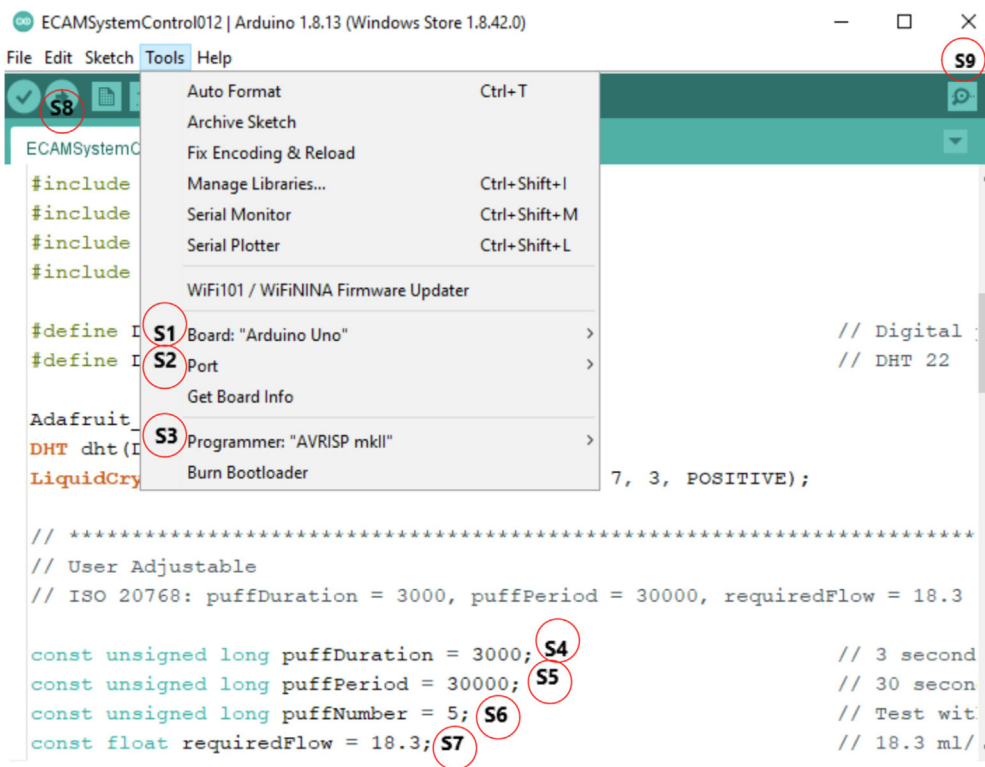 ECAMSystemControl012 | Arduino 1.8.13 (Windows Store 1.8.42.0)
File Edit Sketch Tools Help
S9
S8
Auto Format Ctrl+T
Archive Sketch
ECAMSystemC
Fix Encoding & Reload
#include Manage Libraries... Ctrl+Shift+I
#include Serial Monitor Ctrl+Shift+M
#include Serial Plotter Ctrl+Shift+L
#include
WiFi101 / WiFiNINA Firmware Updater
#define D S1 Board: "Arduino Uno" // Digital
#define D S2 Port // DHT 22
Get Board Info
Adafruit_
DHT dht(D S3 Programmer: "AVRISP mkII"
LiquidCry Burn Bootloader 7, 3, POSITIVE);
// ***********************************************************************
// User Adjustable
// ISO 20768: puffDuration = 3000, puffPeriod = 30000, requiredFlow = 18.3
const unsigned long puffDuration = 3000; S4 // 3 second
const unsigned long puffPeriod = 30000; S5 // 30 secon
const unsigned long puffNumber = 5; S6 // Test wit
const float requiredFlow = 18.3; S7 // 18.3 ml/